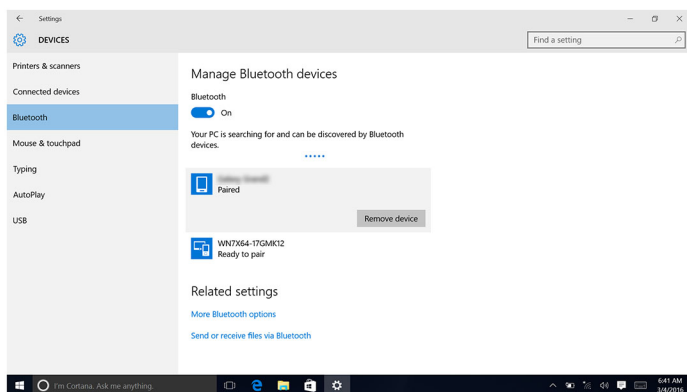 Settings
DEVICES
Find a setting
Printers & scanners
Connected devices
Bluetooth
Mouse & touchpad
Typing
AutoPlay
USB
Manage Bluetooth devices
Bluetooth
On
Your PC is searching for and can be discovered by Bluetooth
devices.
Paired
Remove device
WN7X64-17GMK12
Ready to pair
Related settings
More Bluetooth options
Send or receive files via Bluetooth
I'm Cortana. Ask me anything.
6:41 AM
3/4/2016